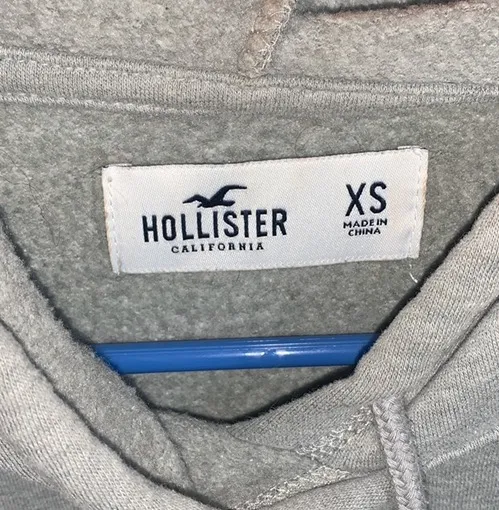 HOLLISTER
CALIFORNIA
XS
MADE IN
CHINA